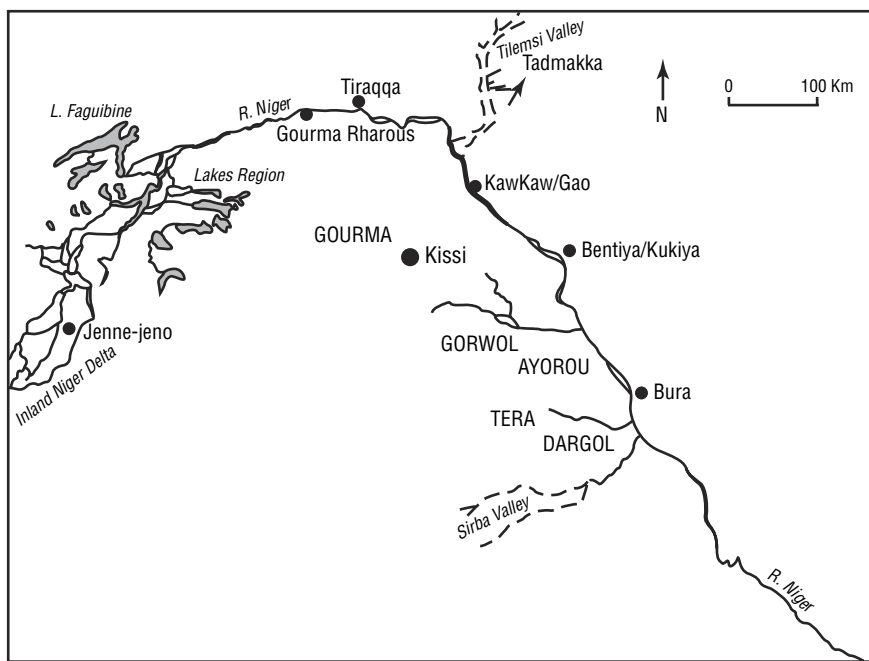 Tilemsi Valley
Tadmakka
0 100 Km
N
Tiraqqa
L. Faguibine
R. Niger
Gourma Rharous
Lakes Region
KawKaw/Gao
GOURMA
Kissi
Bentiya/Kukiya
Jenne-jeno
GORWOL
AYOROU
Inland Niger Delta
Bura
TERA
DARGOL
Sirba Valley
R. Niger